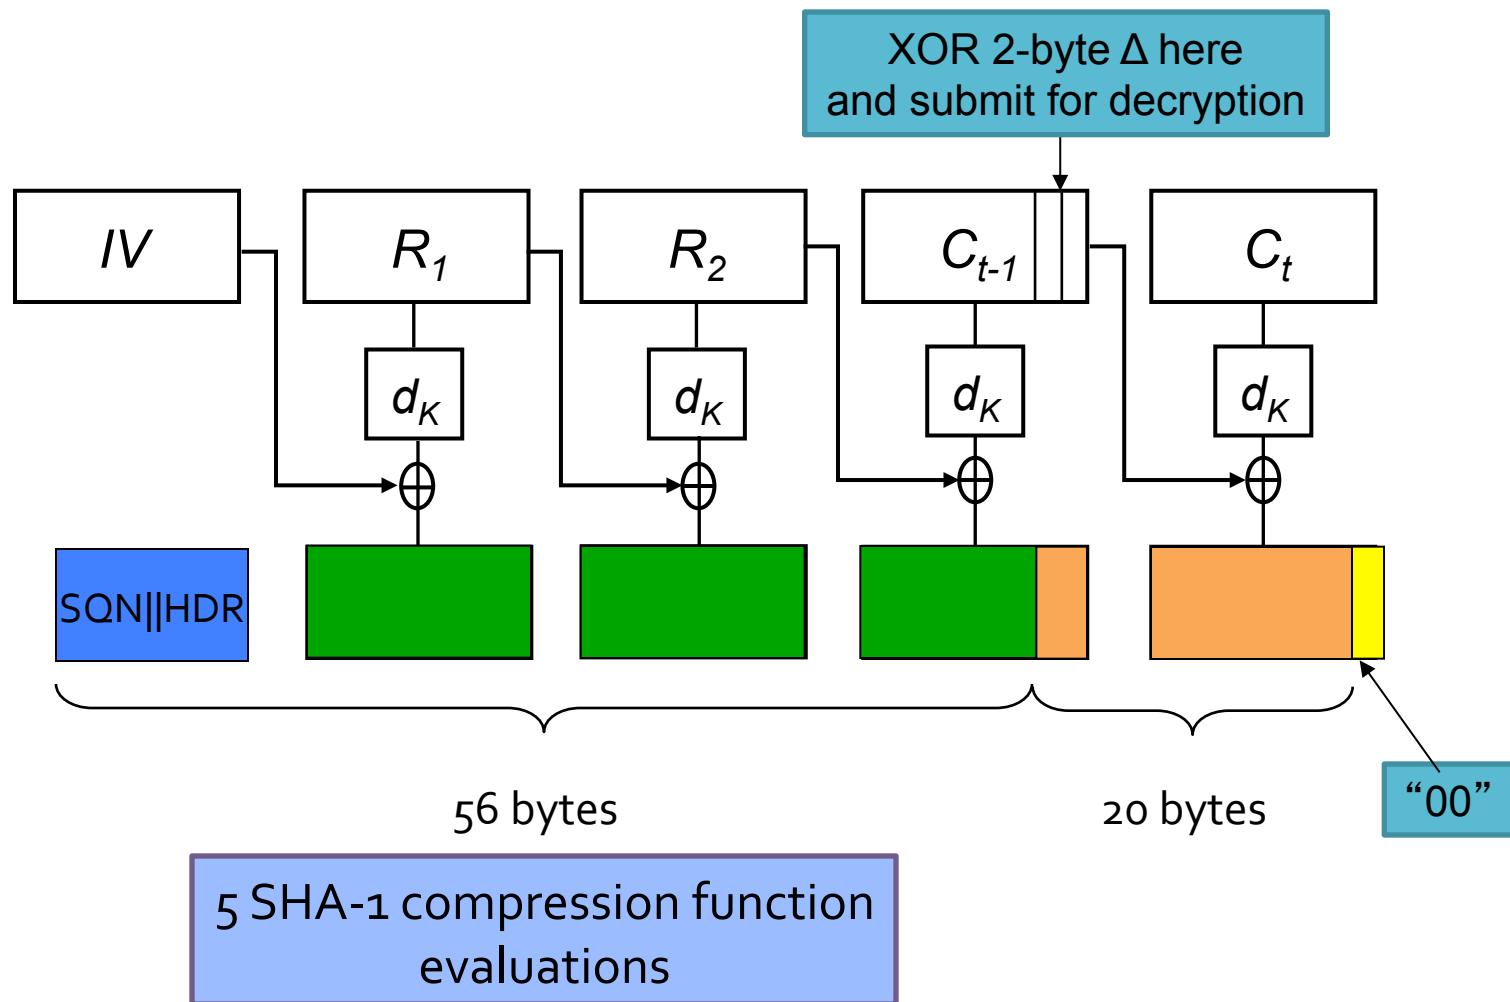 XOR 2-byte Δ here
and submit for decryption
IV
R1
R2
Ct-1
Ct
dK
dK
dK
dK
SQN||HDR
56 bytes
20 bytes
“00”
5 SHA-1 compression function
evaluations